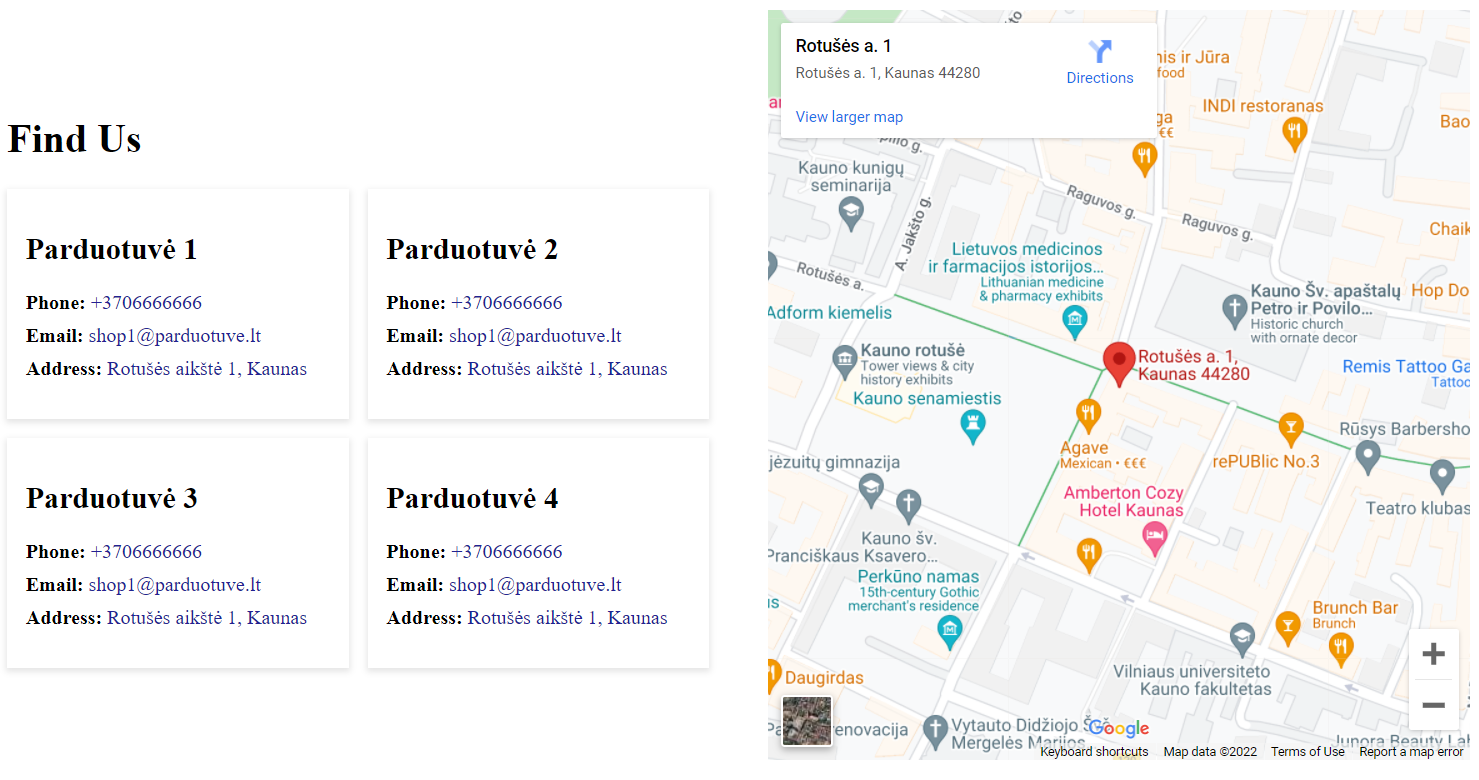 Find Us
Parduotuvė 1
Phone: +3706666666
Email: shop1@parduotuve.lt
Address: Rotušės aikštė 1, Kaunas
Parduotuvė 2
Phone: +3706666666
Email: shop1@parduotuve.lt
Address: Rotušės aikštė 1, Kaunas
Parduotuvė 3
Phone: +3706666666
Email: shop1@parduotuve.lt
Address: Rotušės aikštė 1, Kaunas
Parduotuvė 4
Phone: +3706666666
Email: shop1@parduotuve.lt
Address: Rotušės aikštė 1, Kaunas
Rotušės a. 1
Rotušės a. 1, Kaunas 44280
Directions
View larger map
nis ir Jūra
food
INDI restoranas
Bao
ga
€€
pilio g.
Kauno kunigų
seminarija
Raguvos g.
Raguvos g.
A. Jakšto g.
Chaik
Lietuvos medicinos
ir farmacijos istorijos...
Lithuanian medicine
& pharmacy exhibits
Rotušės a.
Kauno Šv. apaštalų
Petro ir Povilo...
Historic church
with ornate decor
Hop Do
Adform kiemelis
Kauno rotušė
Tower views & city
history exhibits
Rotušės a. 1,
Kaunas 44280
Remis Tattoo Ga
Tattoo
Kauno senamiestis
Agave
Mexican • €€€
rePUBlic No.3
Rūsys Barbersho
jėzuitų gimnazija
Amberton Cozy
Hotel Kaunas
Teatro klubas
Kauno šv.
Pranciškaus Ksavero...
Perkūno namas
15th-century Gothic
merchant's residence
Brunch Bar
Brunch
Vilniaus universiteto
Kauno fakultetas
Daugirdas
renovacija
Vytauto Didžiojo
Mergelės Marijos
Google
Junora Beauty Lab
Keyboard shortcuts
Map data ©2022
Terms of Use
Report a map error